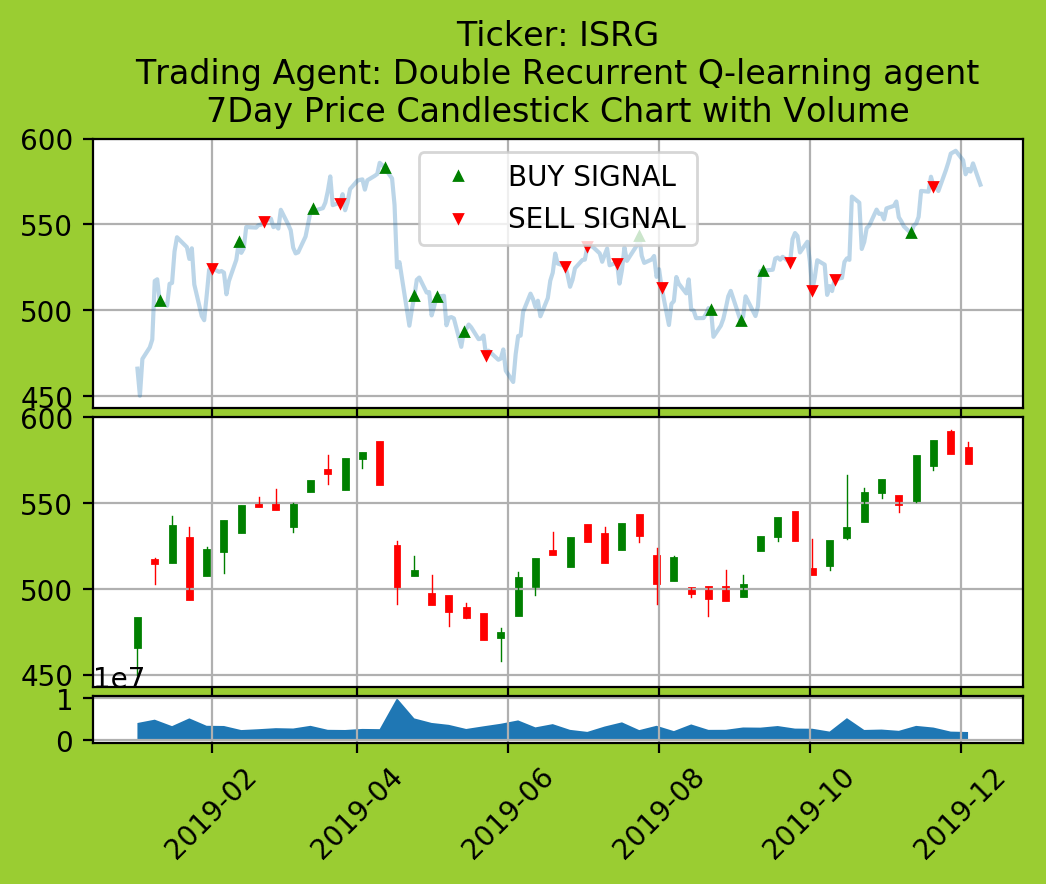 Ticker: ISRG
Trading Agent: Double Recurrent Q-learning agent
7Day Price Candlestick Chart with Volume
600
BUY SIGNAL
SELL SIGNAL
550
500
450
600
550
500
450
1e7
1
0
2019-02
2019-04
2019-06
2019-08
2019-10
2019-12